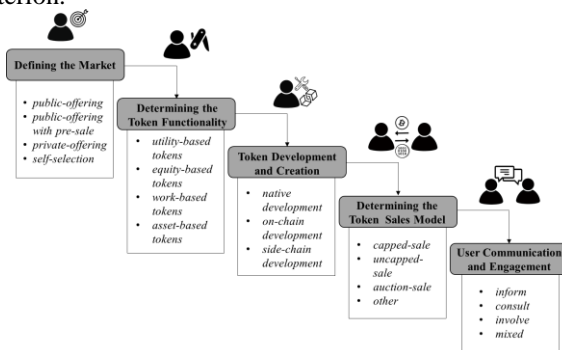 terion.
Defining the Market
• public-offering
• public-offering
with pre-sale
• private-offering
• self-selection
Determining the
Token Functionality
• utility-based
tokens
• equity-based
tokens
• work-based
tokens
• asset-based
tokens
Token Development
and Creation
• native
development
• on-chain
development
• side-chain
development
Determining the
Token Sales Model
• capped-sale
• uncapped-
sale
• auction-sale
• other
User Communication
and Engagement
• inform
• consult
• involve
• mixed